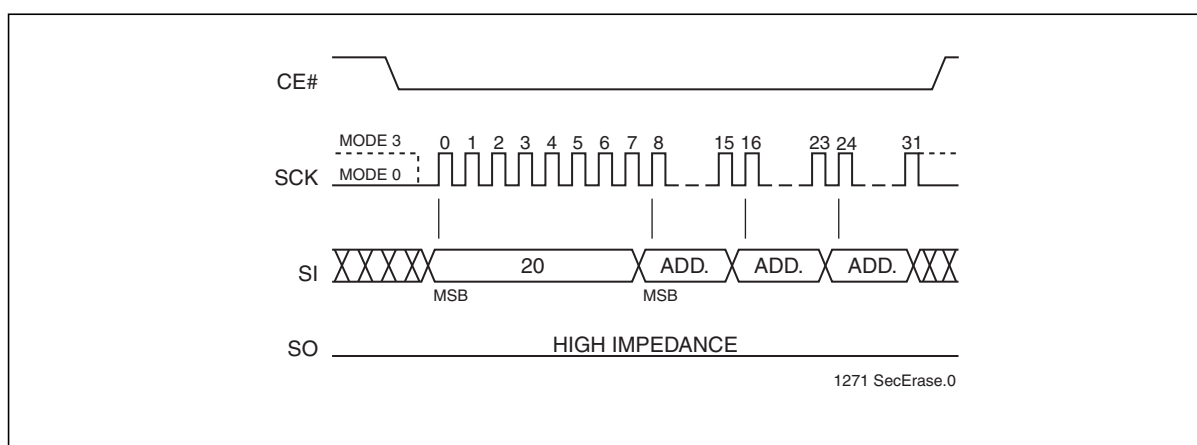 CE#
MODE 3
0 1 2 3 4 5 6 7 8 15 16 23 24 31
SCK
MODE 0
SI
20
ADD.
ADD.
ADD.
MSB
MSB
SO
HIGH IMPEDANCE
1271 SecErase.0